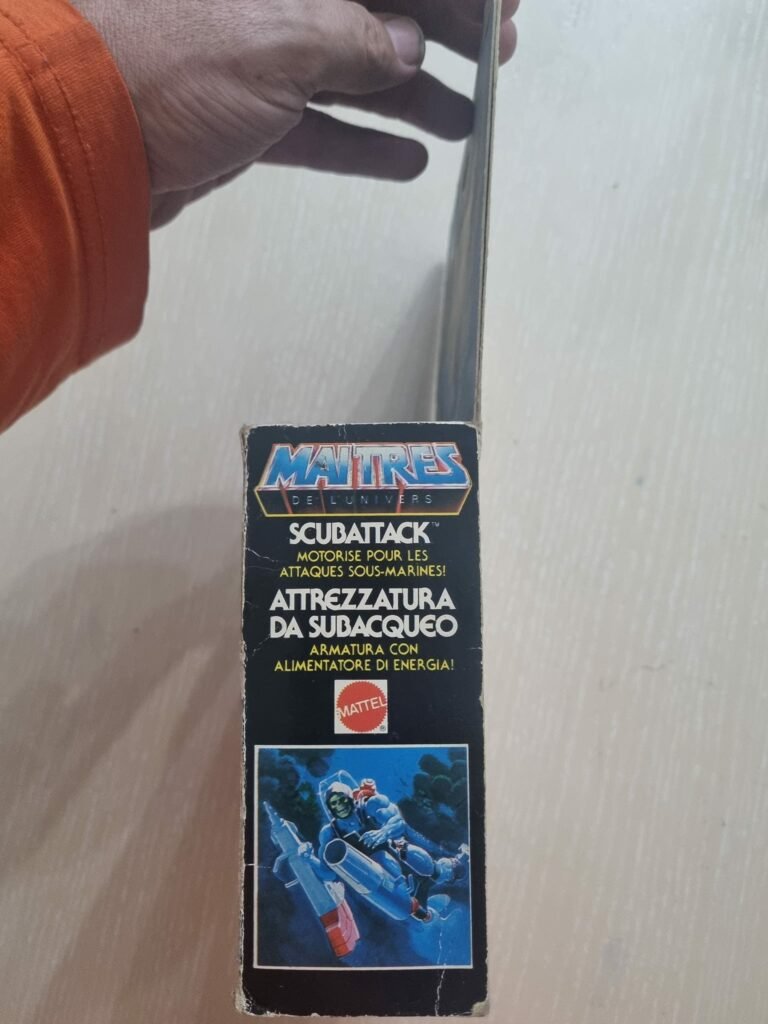 MAITRES
DE L'UNIVERS
SCUBATTACK™
MOTORISE POUR LES
ATTAQUES SOUS-MARINES!
ATTREZZATURA
DA SUBACQUEO
ARMATURA CON
ALIMENTATORE DI ENERGIA!
MATTEL
®